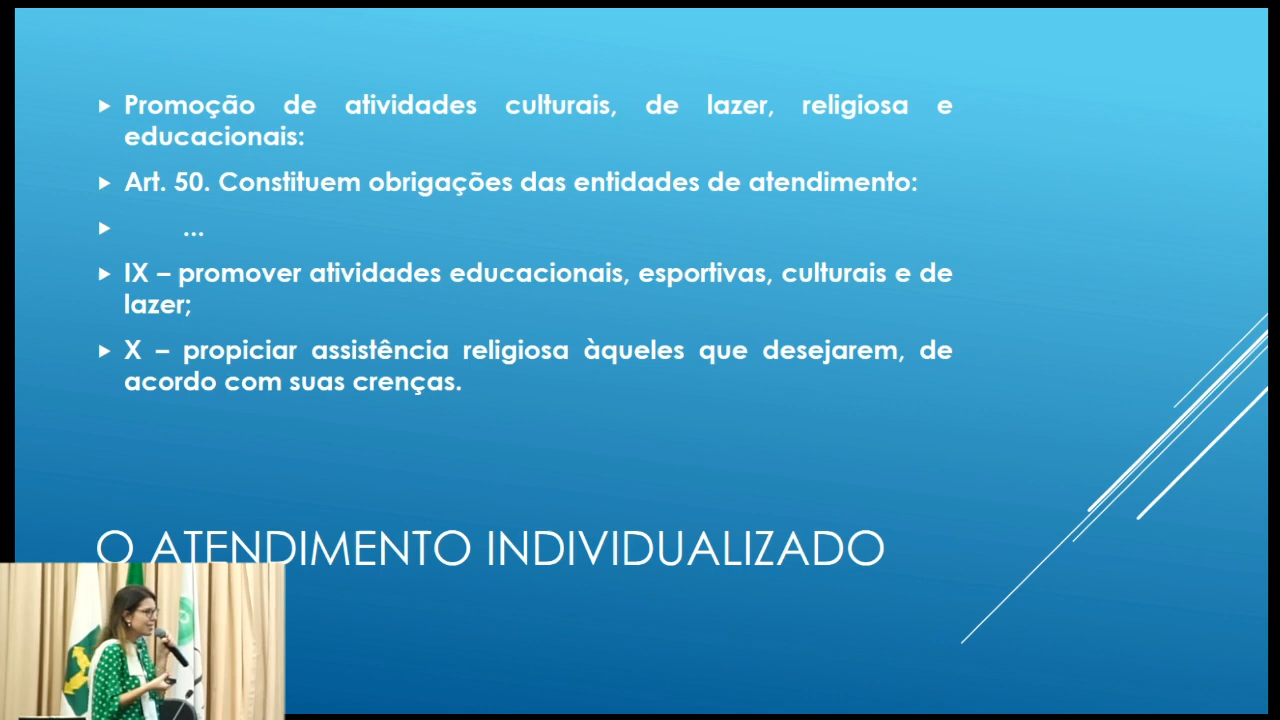 Promoção de atividades culturais, de lazer, religiosa e
educacionais:
Art. 50. Constituem obrigações das entidades de atendimento:
...
IX – promover atividades educacionais, esportivas, culturais e de
lazer;
X – propiciar assistência religiosa àqueles que desejarem, de
acordo com suas crenças.
O ATENDIMENTO INDIVIDUALIZADO